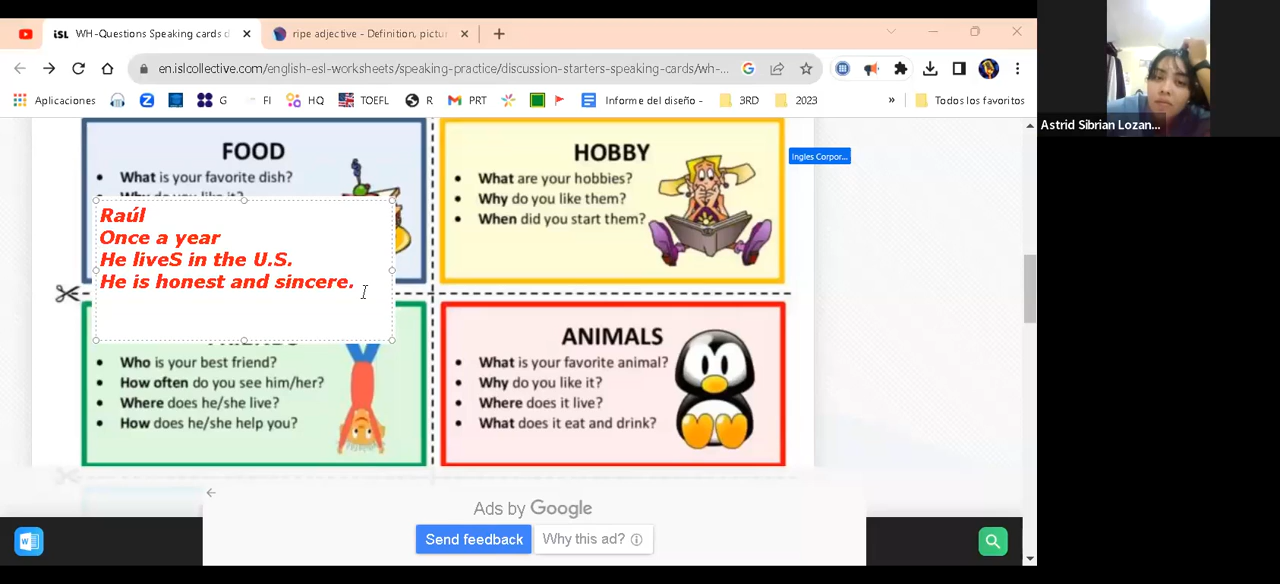 iSL WH-Questions Speaking cards d
ripe adjective - Definition, pictu
en.islcollective.com/english-esl-worksheets/speaking-practice/discussion-starters-speaking-cards/wh-...
Aplicaciones
G
FI
HQ
TOEFL
R
PRT
Informe del diseño -
3RD
2023
»
Todos los favoritos
Astrid Sibrian Lozan...
Ingles Corpor...
FOOD
• What is your favorite dish?
Raúl
Once a year
He liveS in the U.S.
He is honest and sincere.
HOBBY
• What are your hobbies?
• Why do you like them?
• When did you start them?
• Who is your best friend?
• How often do you see him/her?
• Where does he/she live?
• How does he/she help you?
ANIMALS
• What is your favorite animal?
• Why do you like it?
• Where does it live?
• What does it eat and drink?
Ads by Google
Send feedback
Why this ad?